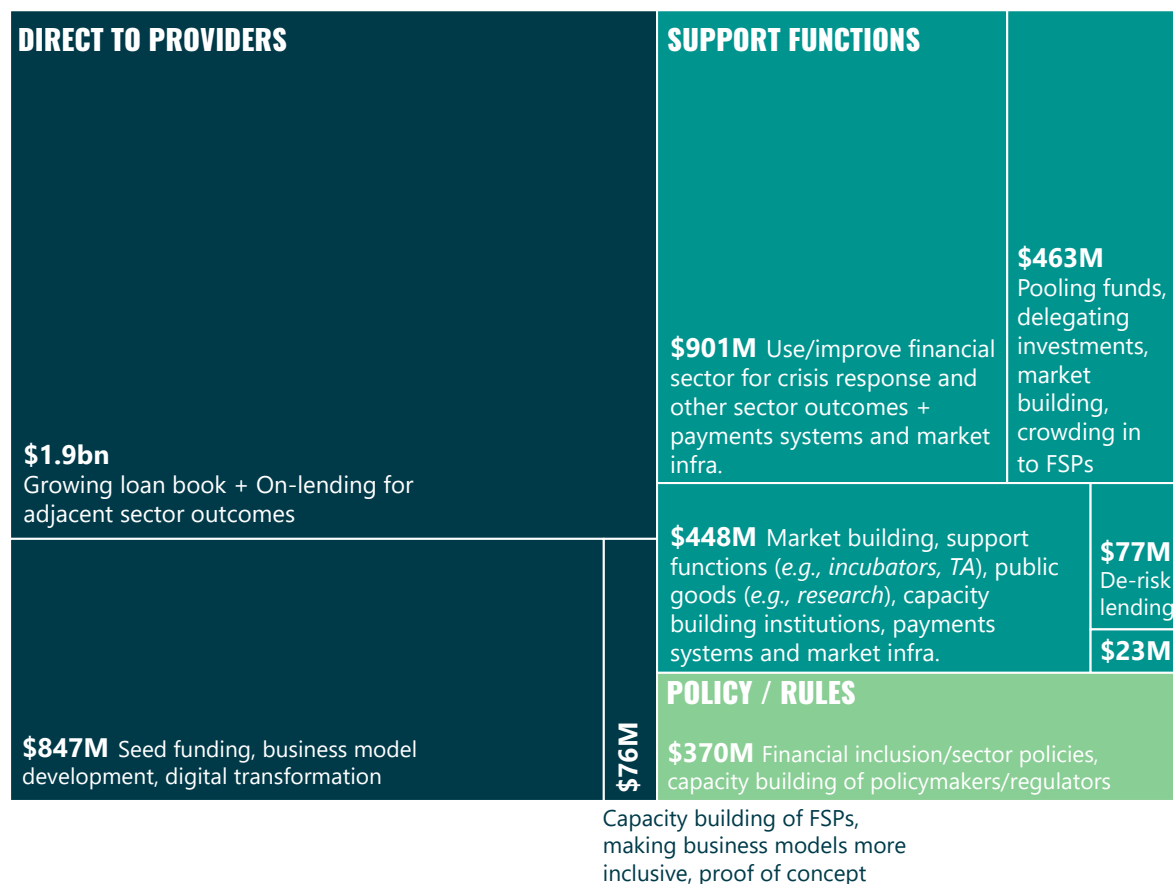 DIRECT TO PROVIDERS
$1.9bn
Growing loan book + On-lending for
adjacent sector outcomes
$847M Seed funding, business model
development, digital transformation
$76M
Capacity building of FSPs,
making business models more
inclusive, proof of concept
SUPPORT FUNCTIONS
$901M Use/improve financial
sector for crisis response and
other sector outcomes +
payments systems and market
infra.
$463M
Pooling funds,
delegating
investments,
market
building,
crowding in
to FSPs
$448M Market building, support
functions (e.g., incubators, TA), public
goods (e.g., research), capacity
building institutions, payments
systems and market infra.
$77M
De-risk
lending
$23M
POLICY / RULES
$370M Financial inclusion/sector policies,
capacity building of policymakers/regulators